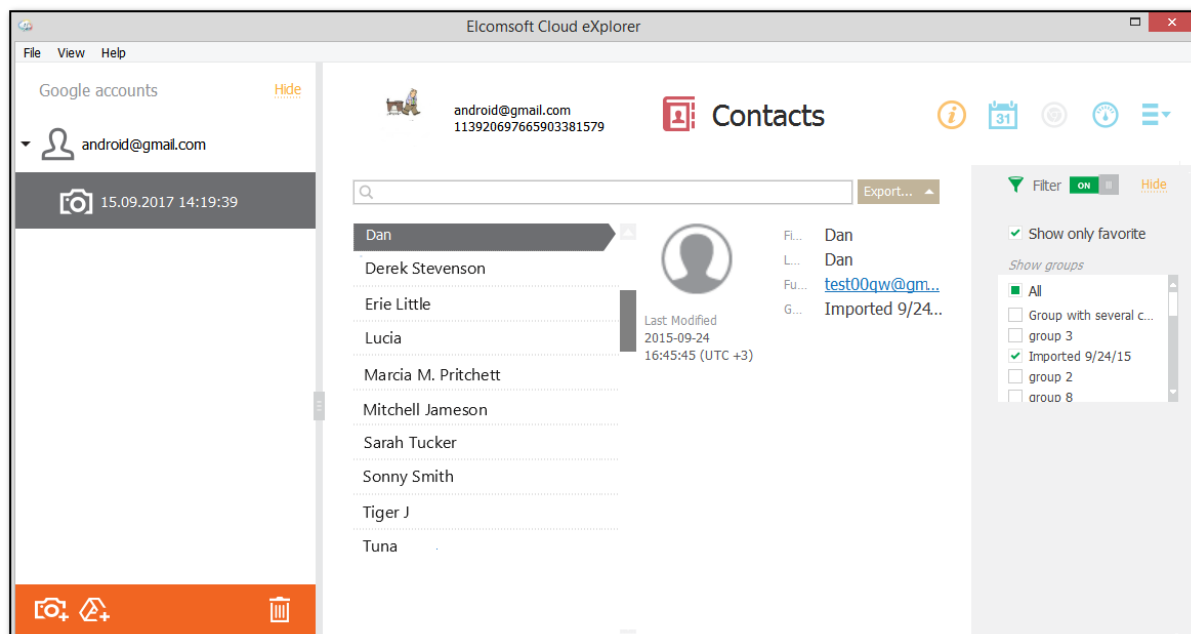 Elcomsoft Cloud eXplorer
File View Help
Google accounts Hide
android@gmail.com
15.09.2017 14:19:39
android@gmail.com
113920697665903381579
Contacts
31
Export...
Dan
Derek Stevenson
Erie Little
Lucia
Marcia M. Pritchett
Mitchell Jameson
Sarah Tucker
Sonny Smith
Tiger J
Tuna
Last Modified
2015-09-24
16:45:45 (UTC +3)
Fi... Dan
L... Dan
Fu... test00qw@gm...
G... Imported 9/24...
Filter ON Hide
Show only favorite
Show groups
All
Group with several c...
group 3
Imported 9/24/15
group 2
group 8